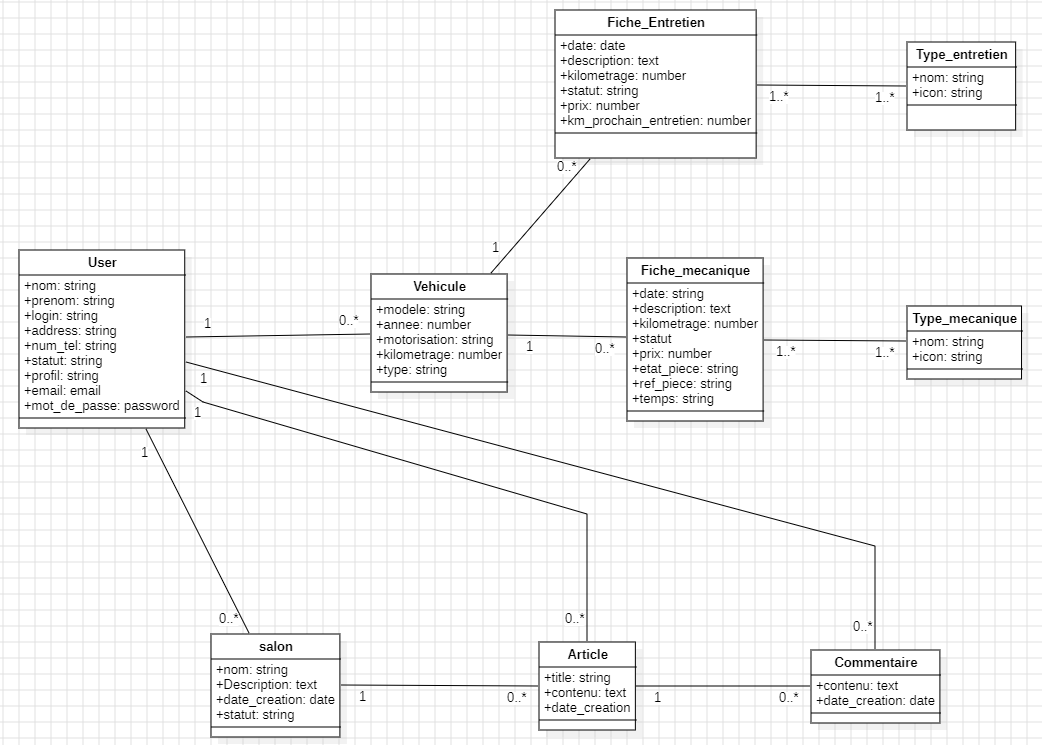 Fiche_Entretien
+date: date
+description: text
+kilometrage: number
+statut: string
+prix: number
+km_prochain_entretien: number
Type_entretien
+nom: string
+icon: string
1..*
1..*
0..*
1
User
+nom: string
+prenom: string
+login: string
+address: string
+num_tel: string
+statut: string
+profil: string
+email: email
+mot_de_passe: password
1
0..*
Vehicule
+modele: string
+annee: number
+motorisation: string
+kilometrage: number
+type: string
1
0..*
Fiche_mecanique
+date: string
+description: text
+kilometrage: number
+statut
+prix: number
+etat_piece: string
+ref_piece: string
+temps: string
1..*
1..*
Type_mecanique
+nom: string
+icon: string
1
1
1
0..*
0..*
0..*
salon
+nom: string
+Description: text
+date_creation: date
+statut: string
1
0..*
Article
+title: string
+contenu: text
+date_creation
1
0..*
Commentaire
+contenu: text
+date_creation: date